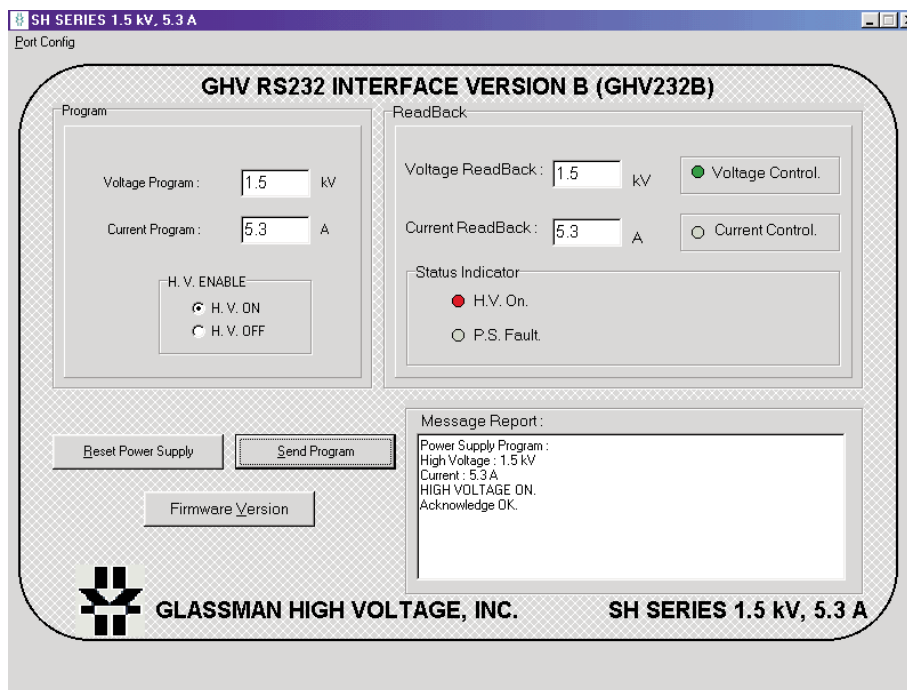 SH SERIES 1.5 kV, 5.3 A
Port Config
GHV RS232 INTERFACE VERSION B (GHV232B)
Program
Voltage Program : 1.5 kV
Current Program : 5.3 A
H. V. ENABLE
H. V. ON
H. V. OFF
ReadBack
Voltage ReadBack : 1.5 kV
Voltage Control.
Current ReadBack : 5.3 A
Current Control.
Status Indicator
H.V. On.
P.S. Fault.
Reset Power Supply
Send Program
Firmware Version
Message Report :
Power Supply Program :
High Voltage : 1.5 kV
Current : 5.3 A
HIGH VOLTAGE ON.
Acknowledge OK.
GLASSMAN HIGH VOLTAGE, INC.
SH SERIES 1.5 kV, 5.3 A